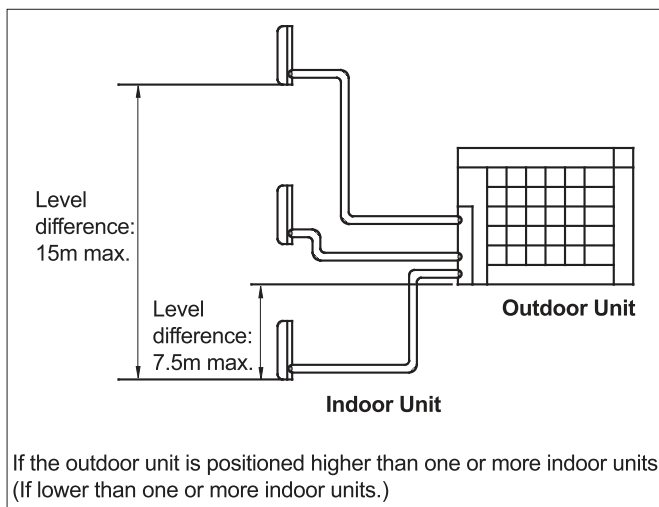 Level
difference:
15m max.
Level
difference:
7.5m max.
Outdoor Unit
Indoor Unit
If the outdoor unit is positioned higher than one or more indoor units
(If lower than one or more indoor units.)